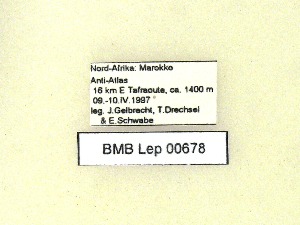 Nord-Afrika: Marokko
Anti-Atlas
16 km E Tafraoute, ca. 1400 m
09.-10.IV.1997
leg. J.Gelbrecht, T.Drechsel
& E.Schwabe
BMB Lep 00678